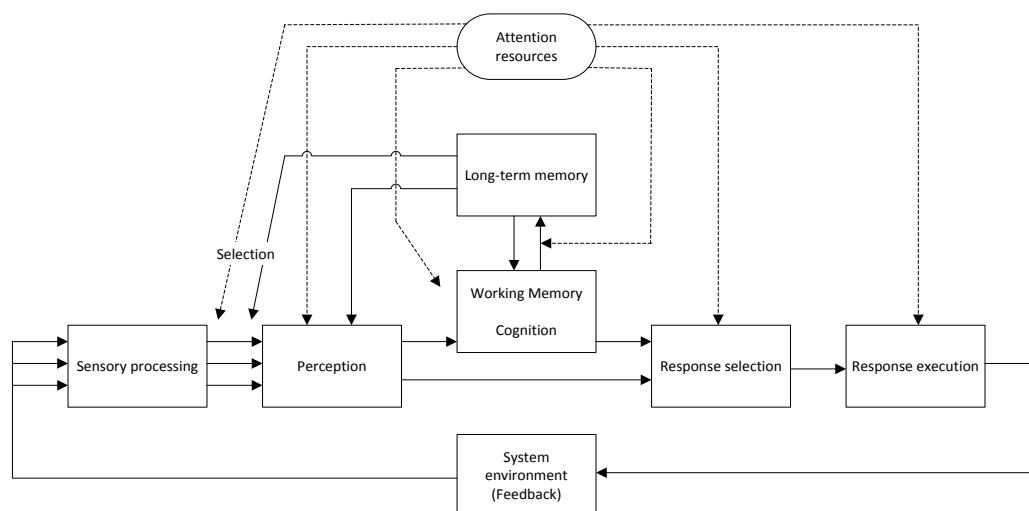 Attention
resources
Long-term memory
Selection
Working Memory
Cognition
Sensory processing
Perception
Response selection
Response execution
System
environment
(Feedback)